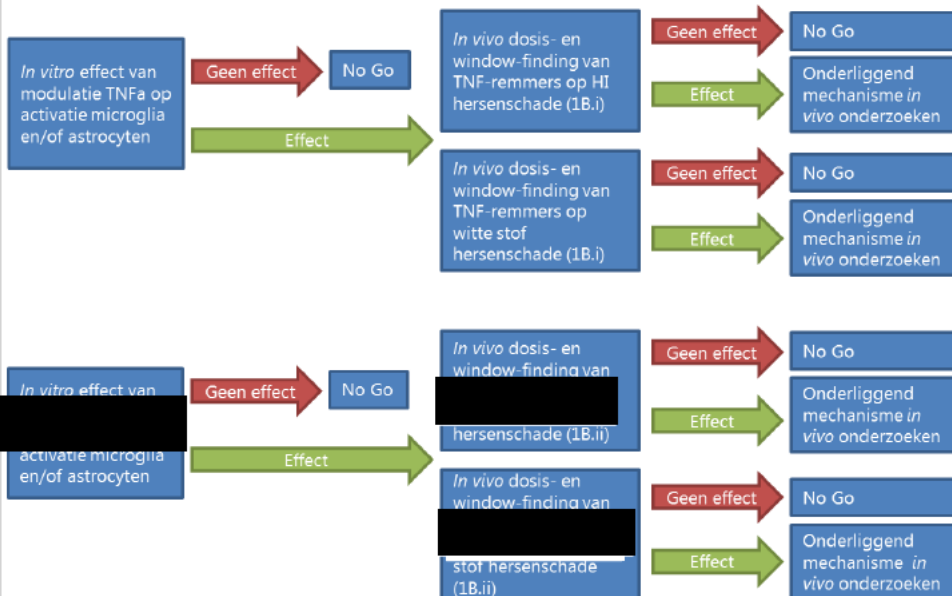 In vitro effect van
modulatie TNFa op
activatie microglia
en/of astrocyten
Geen effect
No Go
Effect
In vivo dosis- en
window-finding van
TNF-remmers op HI
hersenschade (1B.i)
Geen effect
No Go
Effect
Onderliggend
mechanisme in
vivo onderzoeken
In vivo dosis- en
window-finding van
TNF-remmers op
witte stof
hersenschade (1B.i)
Geen effect
No Go
Effect
Onderliggend
mechanisme in
vivo onderzoeken
In vitro effect van
activatie microglia
en/of astrocyten
Geen effect
No Go
Effect
In vivo dosis- en
window-finding van
hersenschade (1B.ii)
Geen effect
No Go
Effect
Onderliggend
mechanisme in
vivo onderzoeken
In vivo dosis- en
window-finding van
stof hersenschade
(1B.ii)
Geen effect
No Go
Effect
Onderliggend
mechanisme in
vivo onderzoeken